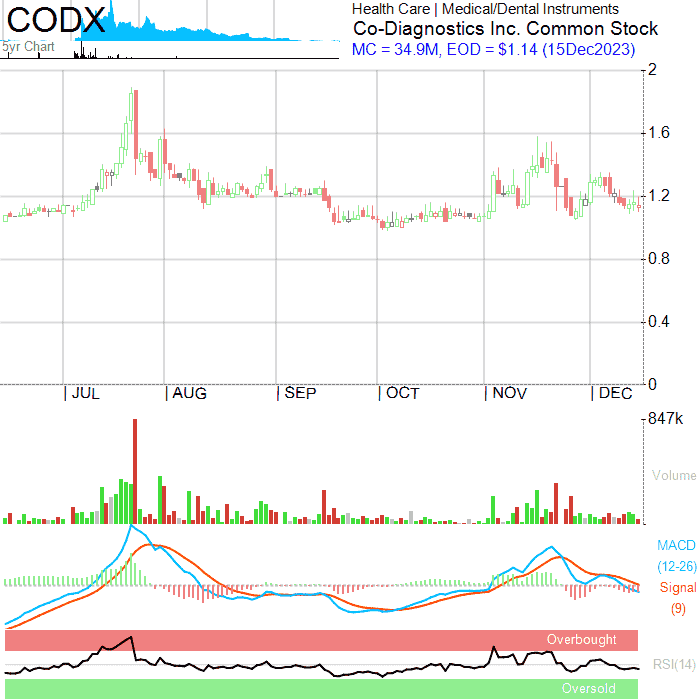 CODX
5yr Chart
Health Care | Medical/Dental Instruments
Co-Diagnostics Inc. Common Stock
MC = 34.9M, EOD = $1.14 (15Dec2023)
2
1.6
1.2
0.8
0.4
0
| JUL | AUG | SEP | OCT | NOV | DEC
847k
Volume
MACD
(12-26)
Signal
(9)
Overbought
RSI(14)
Oversold